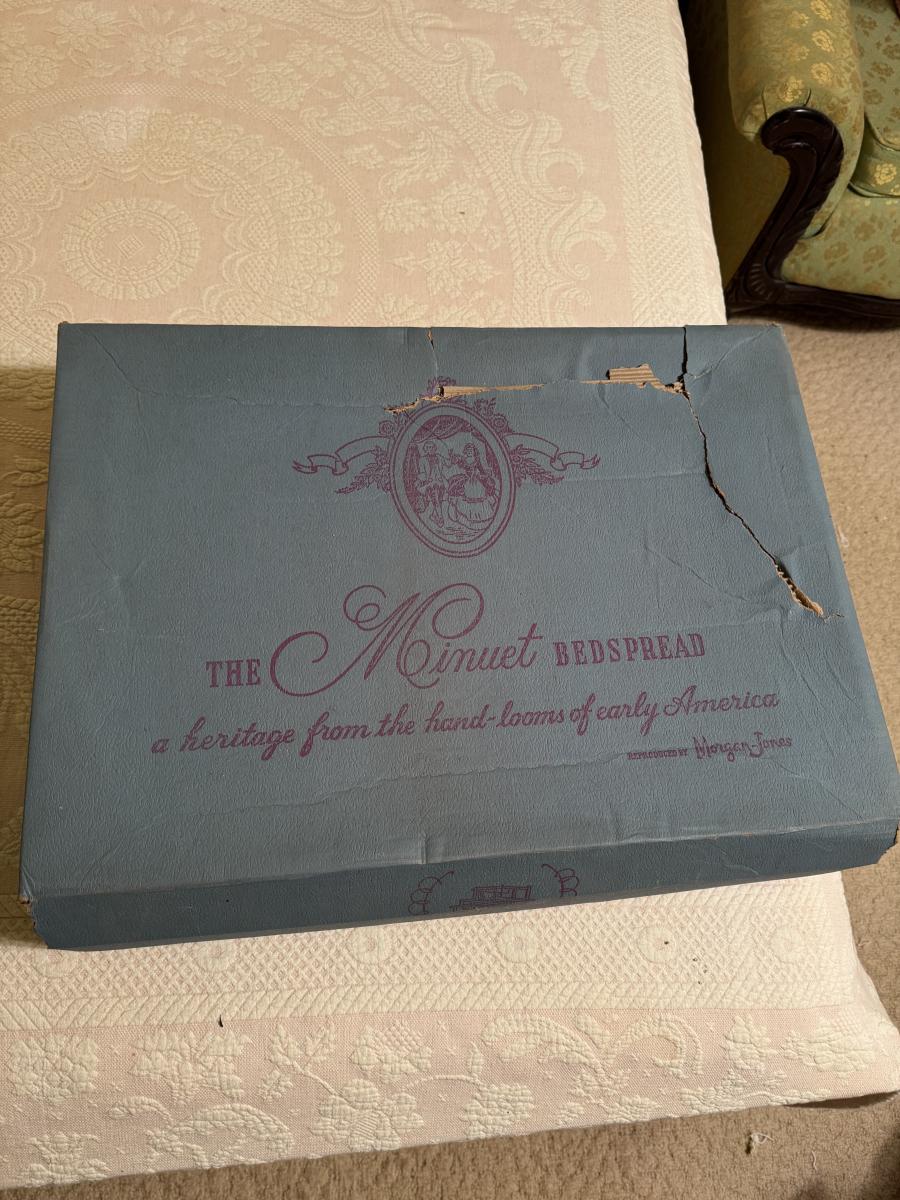 THE Minuet BEDSPREAD
a heritage from the hand-looms of early America
REPRODUCED BY Morgan-Jones